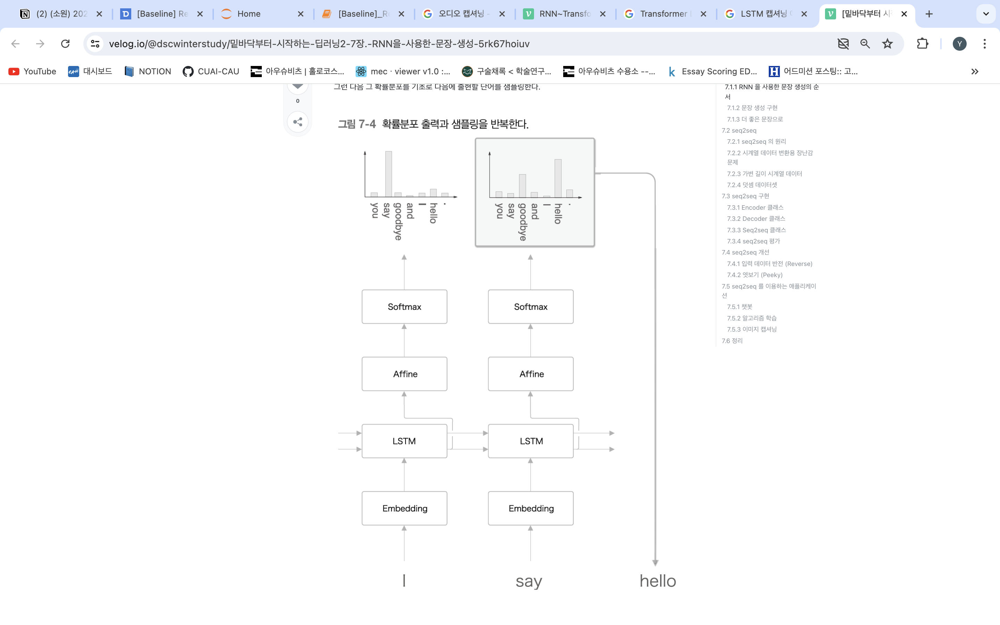 (2) (소원) 202
[Baseline] Re
Home
[Baseline]_Re
오디오 캡셔닝 -
RNN~Transfo
Transformer
LSTM 캡셔닝
[밑바닥부터 시
velog.io/@dscwinterstudy/밑바닥부터-시작하는-딥러닝2-7장.-RNN을-사용한-문장-생성-5rk67hoiuv
Y
YouTube
대시보드
NOTION
CUAI-CAU
아우슈비츠 | 홀로코스...
mec · viewer v1.0 :...
구술채록 < 학술연구...
아우슈비츠 수용소 --...
Essay Scoring ED...
어드미션 포스팅:: 고...
그런 다음 그 확률분포를 기초로 다음에 출현할 단어를 샘플링한다.
0
그림 7-4 확률분포 출력과 샘플링을 반복한다.
you
say
goodbye
and
I
hello
.
you
say
goodbye
and
I
hello
.
Softmax
Softmax
Affine
Affine
LSTM
LSTM
Embedding
Embedding
I
say
hello
7.1.1 RNN 을 사용한 문장 생성의 순
서
7.1.2 문장 생성 구현
7.1.3 더 좋은 문장으로
7.2 seq2seq
7.2.1 seq2seq 의 원리
7.2.2 시계열 데이터 변환용 장난감
문제
7.2.3 가변 길이 시계열 데이터
7.2.4 덧셈 데이터셋
7.3 seq2seq 구현
7.3.1 Encoder 클래스
7.3.2 Decoder 클래스
7.3.3 Seq2seq 클래스
7.3.4 seq2seq 평가
7.4 seq2seq 개선
7.4.1 입력 데이터 반전 (Reverse)
7.4.2 엿보기 (Peeky)
7.5 seq2seq 를 이용하는 애플리케이
션
7.5.1 챗봇
7.5.2 알고리즘 학습
7.5.3 이미지 캡셔닝
7.6 정리